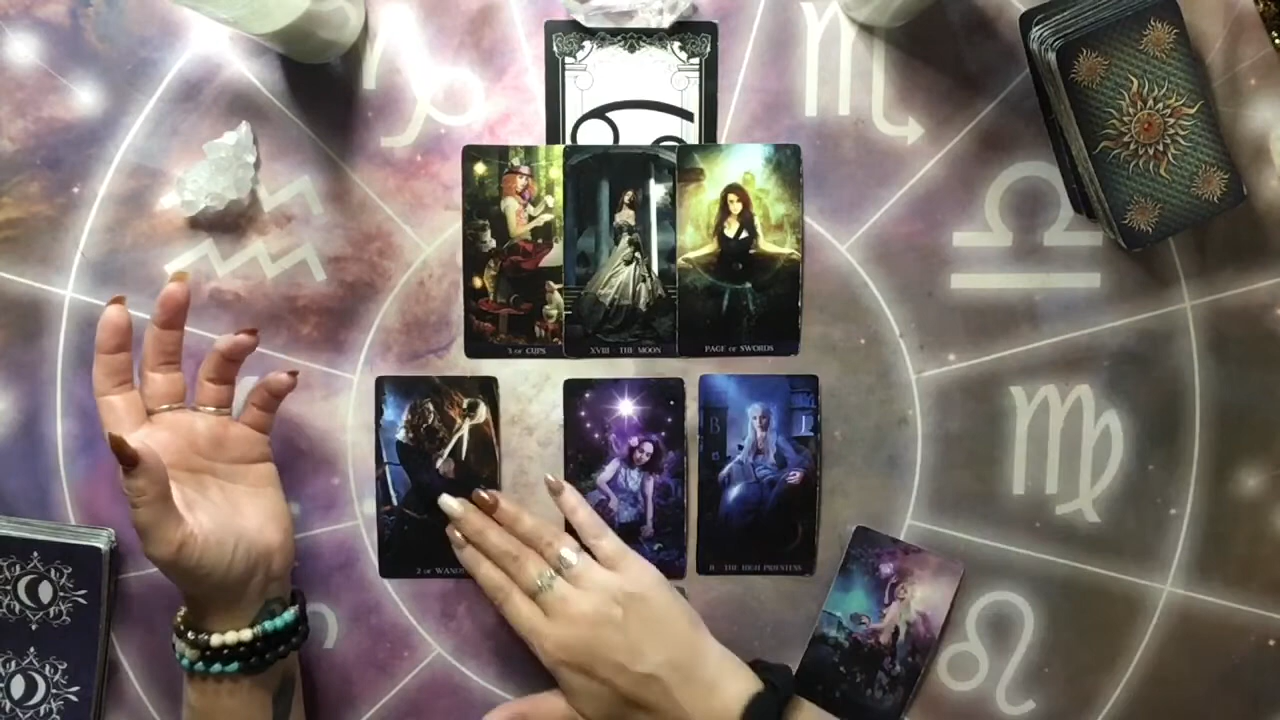 3 OF CUPS
XVIII THE MOON
PAGE OF SWORDS
B
2 OF WANDS
II THE HIGH PRIESTESS